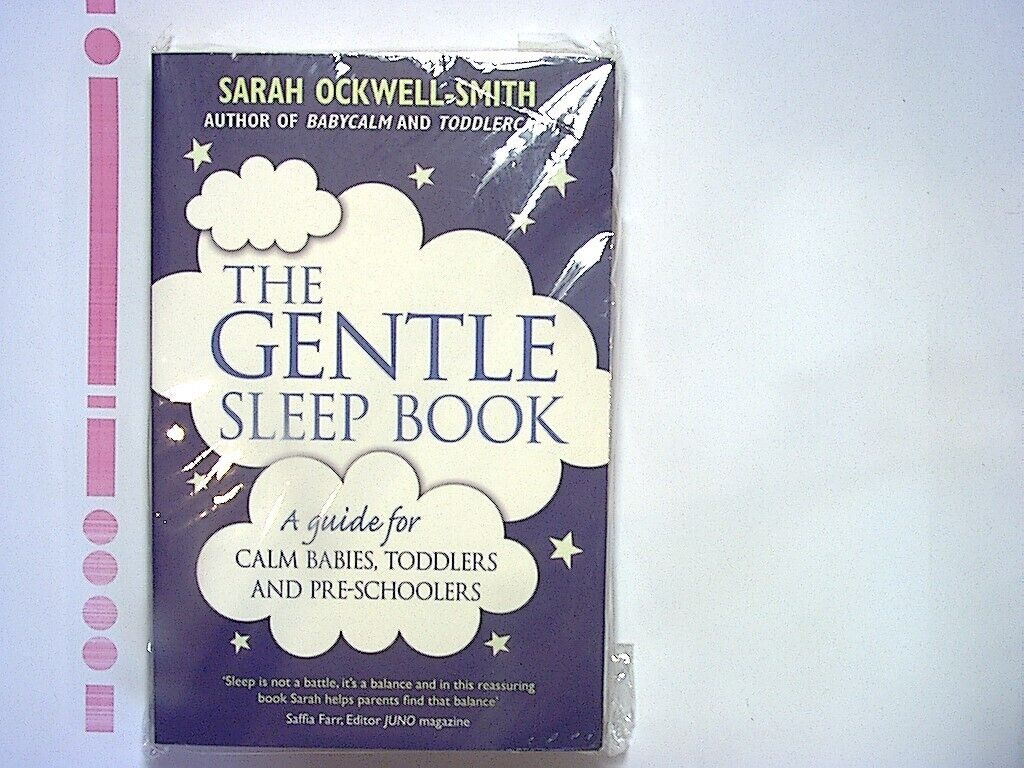 SARAH OCKWELL-SMITH
AUTHOR OF BABYCALM AND
THE
GENTLE
SLEEP BOOK
A guide for
CALM BABIES, TODDLERS
AND PRE-SCHOOLERS
'Sleep is not a battle, it's a balance and in this reassuring
book Sarah helps parents find that balance'
Saffia Farr, Editor JUNO magazine